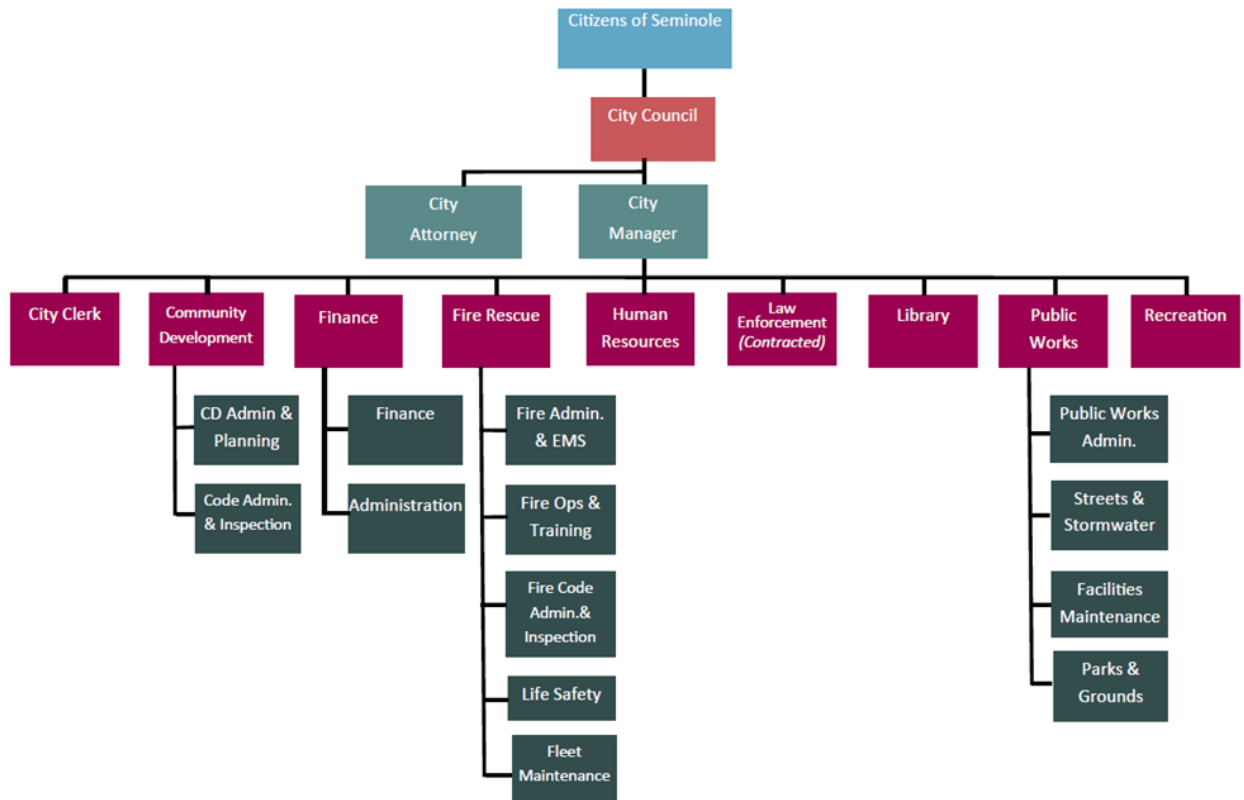 Citizens of Seminole
City Council
City
Attorney
City
Manager
City Clerk
Community
Development
Finance
Fire Rescue
Human
Resources
Law
Enforcement
(Contracted)
Library
Public
Works
Recreation
CD Admin &
Planning
Code Admin.
& Inspection
Finance
Administration
Fire Admin.
& EMS
Fire Ops &
Training
Fire Code
Admin.&
Inspection
Life Safety
Fleet
Maintenance
Public Works
Admin.
Streets &
Stormwater
Facilities
Maintenance
Parks &
Grounds